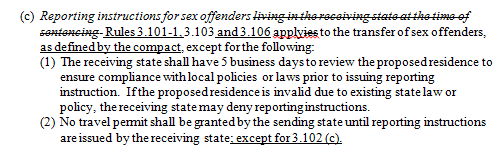 (c) Reporting instructions for sex offenders living in the receiving state at the time of
sentencing- Rules 3.101-1, 3.103 and 3.106 applyies to the transfer of sex offenders,
as defined by the compact, except for the following:
(1) The receiving state shall have 5 business days to review the proposed residence to
ensure compliance with local policies or laws prior to issuing reporting
instruction. If the proposed residence is invalid due to existing state law or
policy, the receiving state may deny reporting instructions.
(2) No travel permit shall be granted by the sending state until reporting instructions
are issued by the receiving state; except for 3.102 (c).